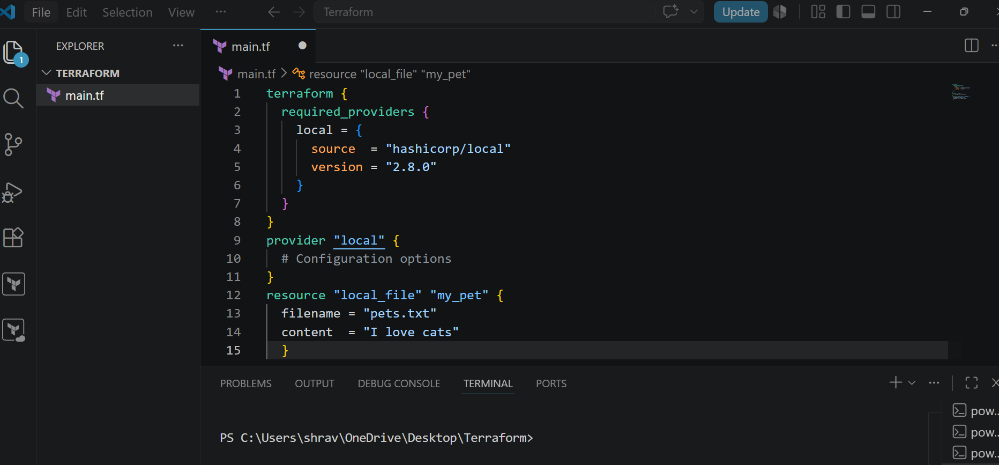 File Edit Selection View ··· Terraform Update
EXPLORER ···
1
TERRAFORM
main.tf
main.tf
main.tf > resource "local_file" "my_pet"
1 terraform {
2   required_providers {
3     local = {
4       source  = "hashicorp/local"
5       version = "2.8.0"
6     }
7   }
8 }
9 provider "local" {
10   # Configuration options
11 }
12 resource "local_file" "my_pet" {
13   filename = "pets.txt"
14   content  = "I love cats"
15   }
PROBLEMS OUTPUT DEBUG CONSOLE TERMINAL PORTS
PS C:\Users\shrav\OneDrive\Desktop\Terraform>
pow...
pow...
pow...